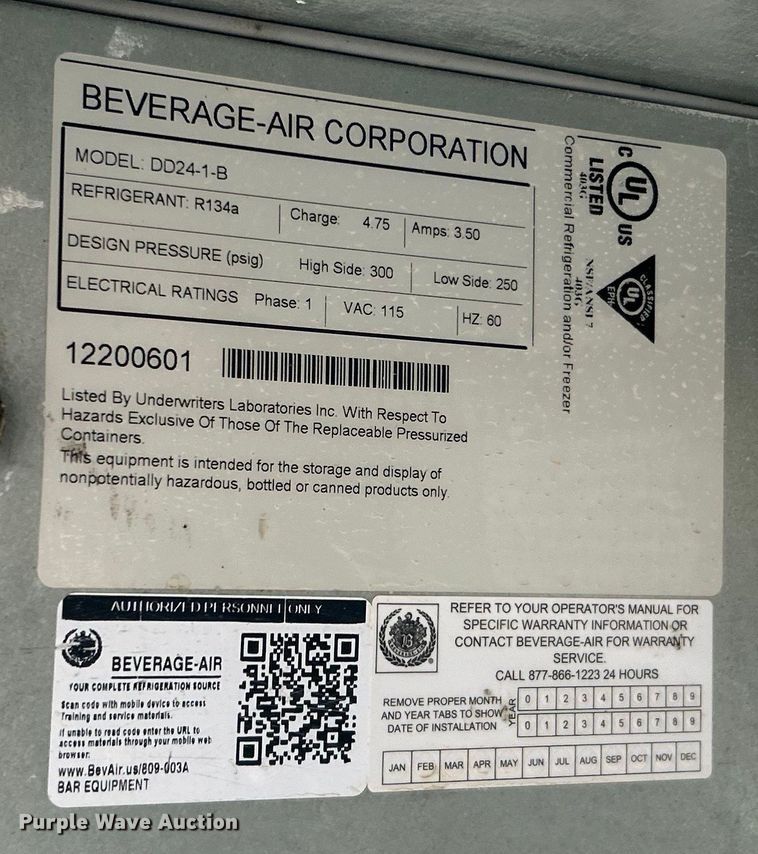 BEVERAGE-AIR CORPORATION
MODEL: DD24-1-B
REFRIGERANT: R134a Charge: 4.75 Amps: 3.50
DESIGN PRESSURE (psig) High Side: 300 Low Side: 250
ELECTRICAL RATINGS Phase: 1 VAC: 115 HZ: 60
12200601
Listed By Underwriters Laboratories Inc. With Respect To
Hazards Exclusive Of Those Of The Replaceable Pressurized
Containers.
This equipment is intended for the storage and display of
nonpotentially hazardous, bottled or canned products only.
C UL US
LISTED
403G
Commercial Refrigeration and/or Freezer
CLASSIFIED
UL
EPH
NSF/ANSI 7
403G
AUTHORIZED PERSONNEL ONLY
BEVERAGE-AIR
YOUR COMPLETE REFRIGERATION SOURCE
Scan code with mobile device to access
Training and service materials.
If unable to read code enter the URL to
access materials through your mobile web
browser:
www.BevAir.us/809-003A
BAR EQUIPMENT
REFER TO YOUR OPERATOR'S MANUAL FOR
SPECIFIC WARRANTY INFORMATION OR
CONTACT BEVERAGE-AIR FOR WARRANTY
SERVICE.
CALL 877-866-1223 24 HOURS
REMOVE PROPER MONTH
AND YEAR TABS TO SHOW
DATE OF INSTALLATION
YEAR
0 1 2 3 4 5 6 7 8 9
0 1 2 3 4 5 6 7 8 9
JAN FEB MAR APR MAY JUN JUL AUG SEP OCT NOV DEC
Purple Wave Auction